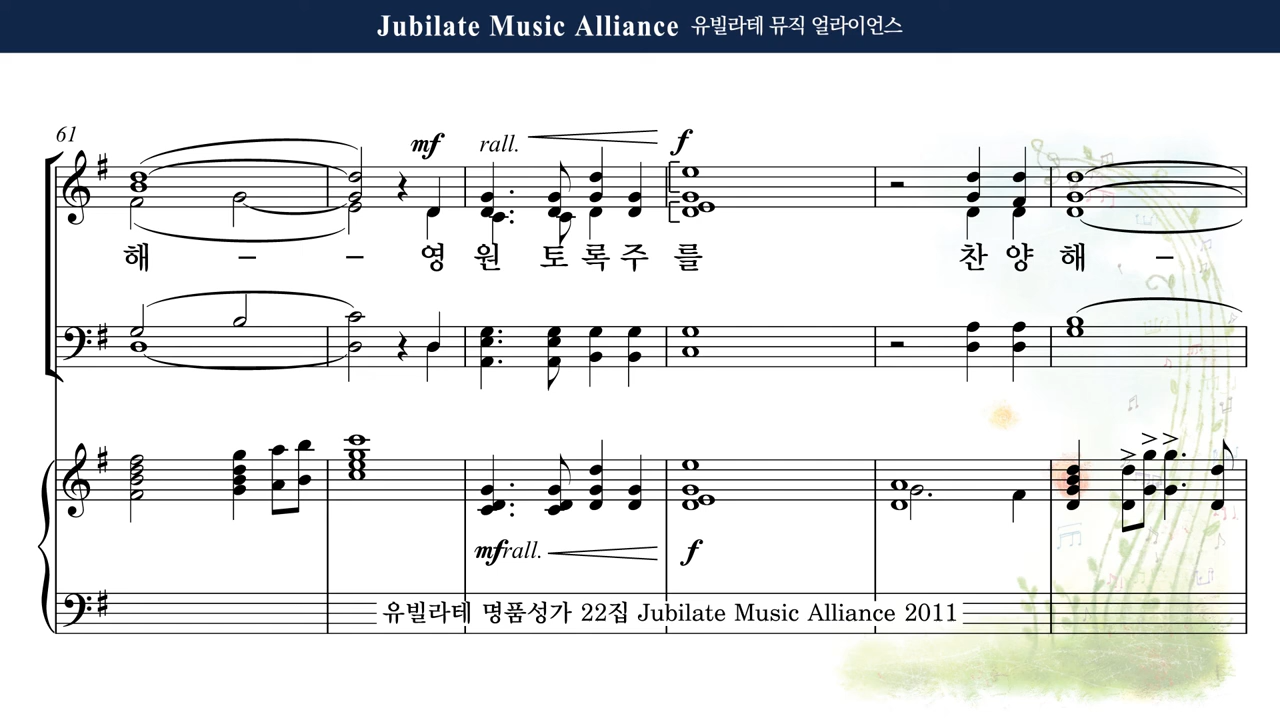 Jubilate Music Alliance 유빌라테 뮤직 얼라이언스
61
mf rall. f
해 – – 영 원 토 록 주 를 찬 양 해 –
mf rall. f
유빌라테 명품성가 22집 Jubilate Music Alliance 2011